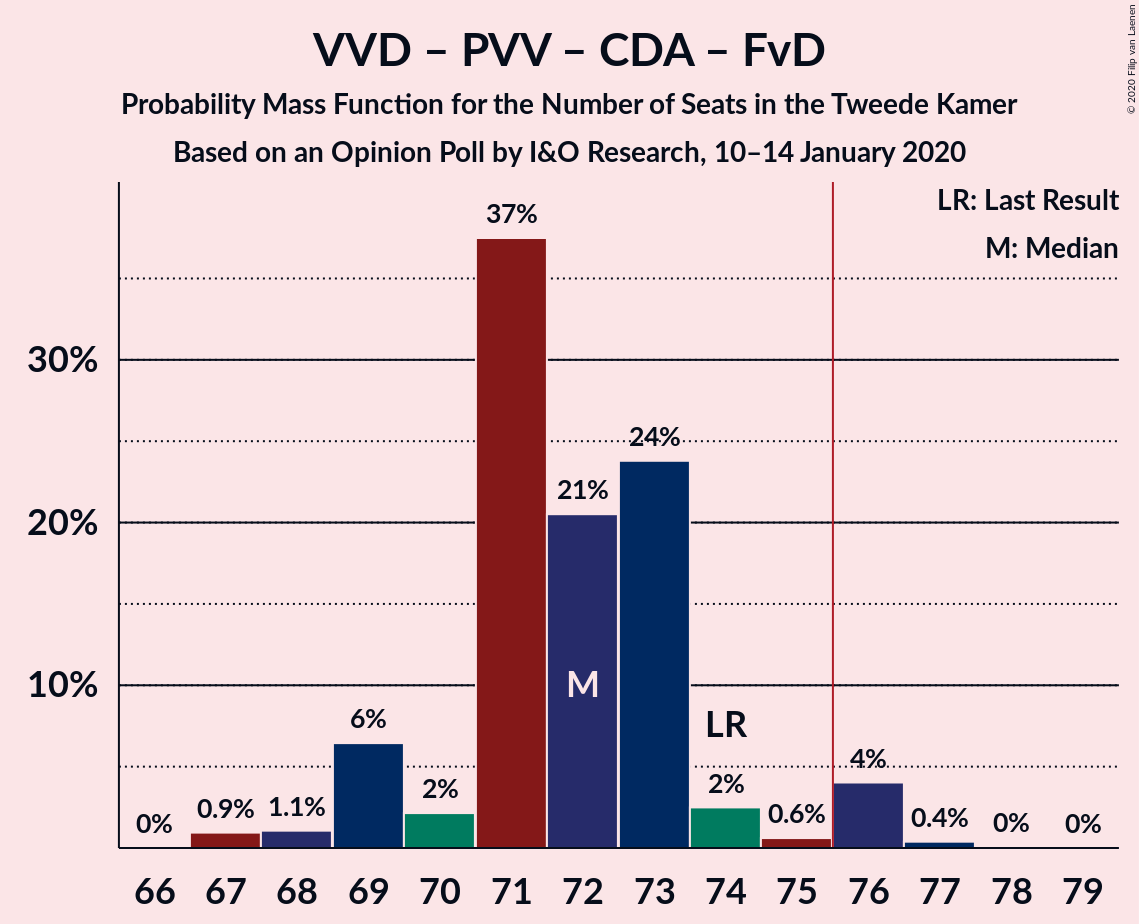 VVD – PVV – CDA – FvD
Probability Mass Function for the Number of Seats in the Tweede Kamer
Based on an Opinion Poll by I&O Research, 10–14 January 2020
© 2020 Filip van Laenen
LR: Last Result
M: Median
37%
30%
24%
21%
20%
10%
M
LR
6%
4%
2%
2%
1.1%
0.9%
0.6%
0.4%
0%
0%
0%
66 67 68 69 70 71 72 73 74 75 76 77 78 79